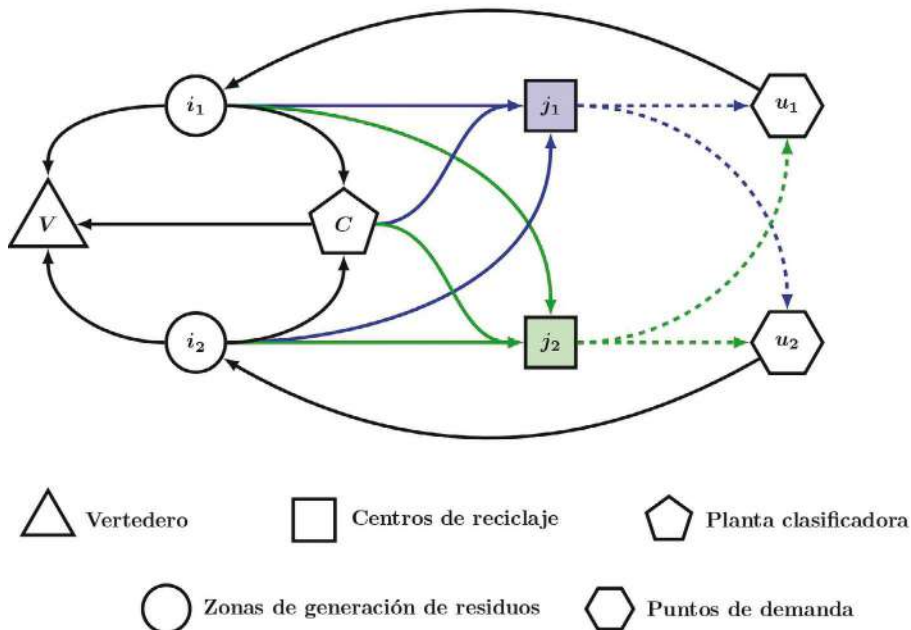 i₁
j₁
u₁
V
C
i₂
j₂
u₂
Vertedero
Centros de reciclaje
Planta clasificadora
Zonas de generación de residuos
Puntos de demanda